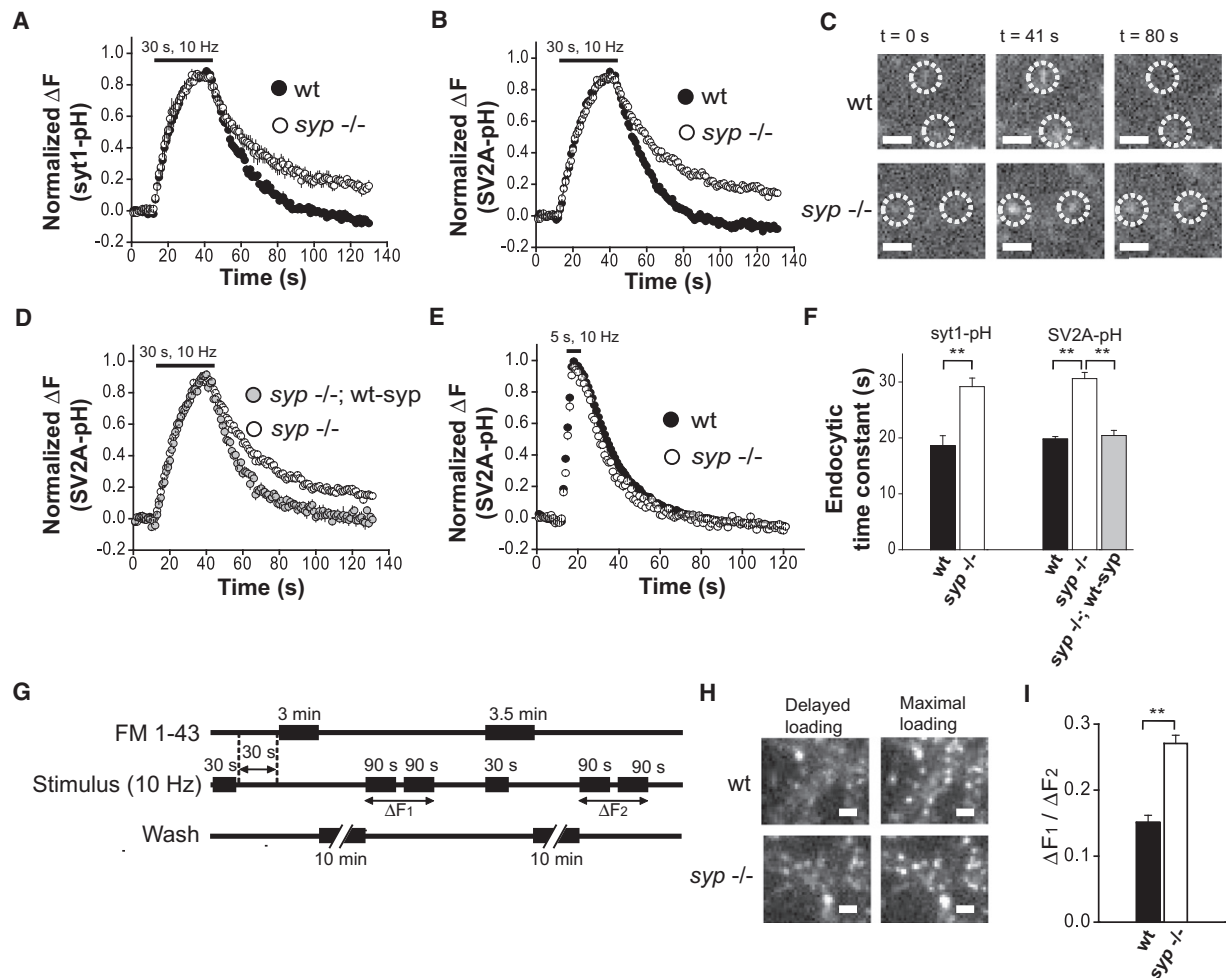 A
30 s, 10 Hz
Normalized ΔF
(syt1-pH)
1.0
0.8
0.6
0.4
0.2
0.0
-0.2
wt
syp -/-
0 20 40 60 80 100 120 140
Time (s)
B
30 s, 10 Hz
Normalized ΔF
(SV2A-pH)
1.0
0.8
0.6
0.4
0.2
0.0
-0.2
wt
syp -/-
0 20 40 60 80 100 120 140
Time (s)
C
t = 0 s t = 41 s t = 80 s
wt
syp -/-
D
30 s, 10 Hz
Normalized ΔF
(SV2A-pH)
1.0
0.8
0.6
0.4
0.2
0.0
-0.2
syp -/-; wt-syp
syp -/-
0 20 40 60 80 100 120 140
Time (s)
E
5 s, 10 Hz
Normalized ΔF
(SV2A-pH)
1.0
0.8
0.6
0.4
0.2
0.0
-0.2
wt
syp -/-
0 20 40 60 80 100 120
Time (s)
F
syt1-pH SV2A-pH
** ** **
Endocytic
time constant (s)
30
20
10
0
wt
syp -/-
wt
syp -/-
syp -/-; wt-syp
G
3 min 3.5 min
FM 1-43
30 s
30 s 90 s 90 s 30 s 90 s 90 s
Stimulus (10 Hz)
ΔF1 ΔF2
Wash
10 min 10 min
H
Delayed
loading
Maximal
loading
wt
syp -/-
I
**
ΔF1 / ΔF2
0.3
0.2
0.1
0.0
wt
syp -/-